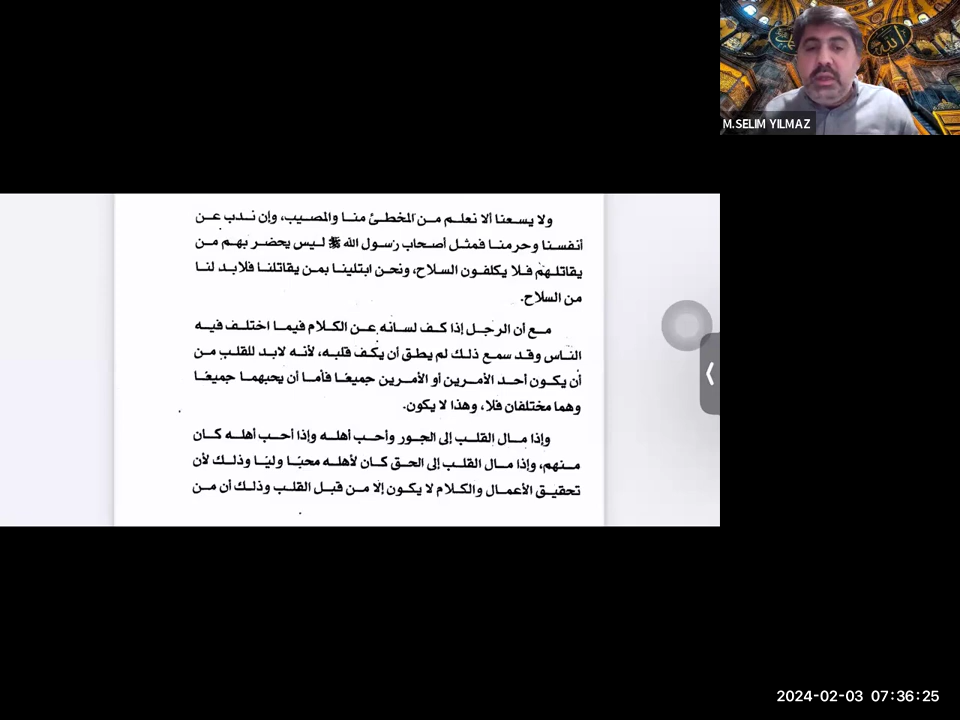 M.SELIM YILMAZ
ولا يسعنا ألا نعلم من المخطئ منا والمصيب، وإن نذب عن
أنفسنا وحرمنا فمثل أصحاب رسول الله ﷺ ليس يحضر بهم من
يقاتلهم فلا يكلفون السلاح، ونحن ابتلينا بمن يقاتلنا فلابد لنا
من السلاح.
مع أن الرجل إذا كف لسانه عن الكلام فيما اختلف فيه
الناس وقد سمع ذلك لم يطق أن يكف قلبه، لأنه لابد للقلب من
أن يكون أحد الأمرين أو الأمرين جميعًا فأما أن يحبهما جميعًا
وهما مختلفان فلا، وهذا لا يكون.
وإذا مال القلب إلى الجور وأحب أهله وإذا أحب أهله كان
منهم، وإذا مال القلب إلى الحق كان لأهله محبًا وليًا وذلك لأن
تحقيق الأعمال والكلام لا يكون إلا من قبل القلب وذلك أن من
2024-02-03 07:36:25